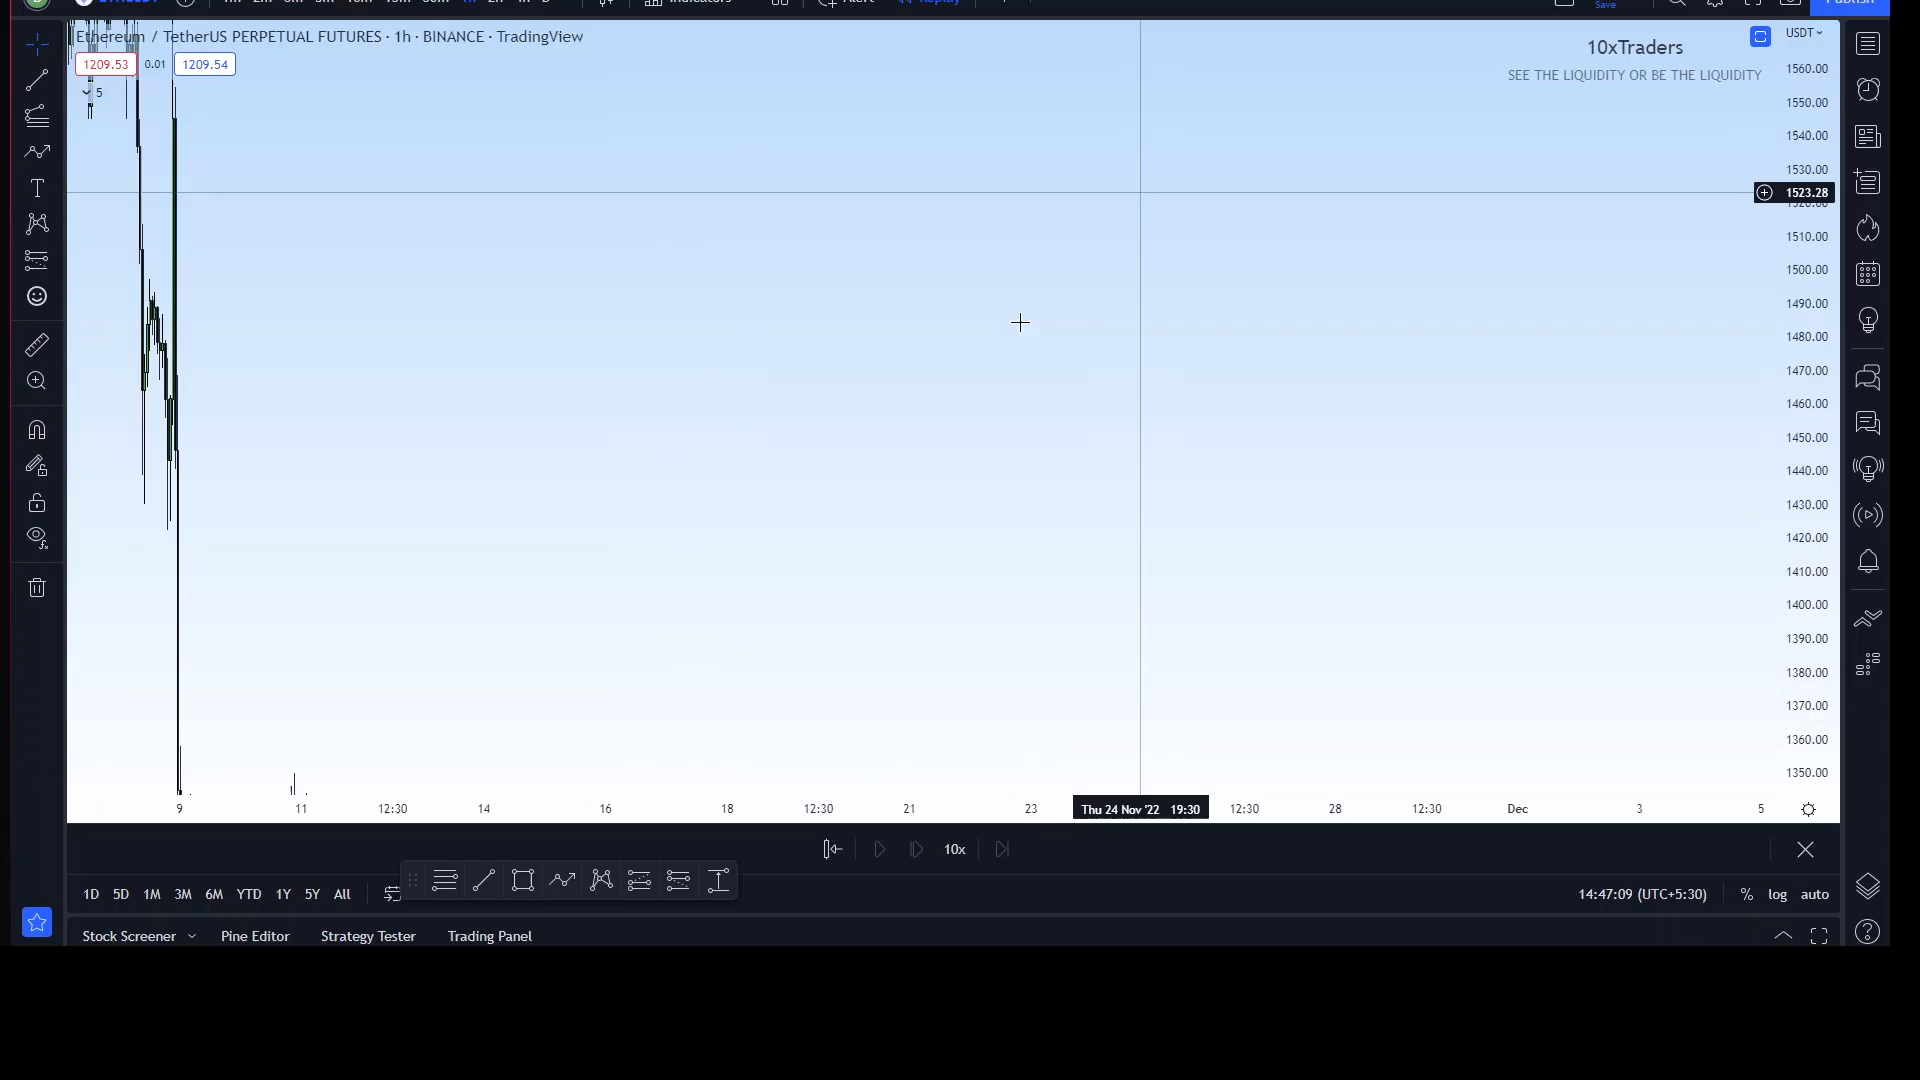 Ethereum / TetherUS PERPETUAL FUTURES · 1h · BINANCE · TradingView
1209.53 0.01 1209.54
5
10xTraders
SEE THE LIQUIDITY OR BE THE LIQUIDITY
USDT
1560.00
1550.00
1540.00
1530.00
1523.28
1510.00
1500.00
1490.00
1480.00
1470.00
1460.00
1450.00
1440.00
1430.00
1420.00
1410.00
1400.00
1390.00
1380.00
1370.00
1360.00
1350.00
9 11 12:30 14 16 18 12:30 21 23 Thu 24 Nov '22 19:30 12:30 28 12:30 Dec 3 5
10x
1D 5D 1M 3M 6M YTD 1Y 5Y All
14:47:09 (UTC+5:30) % log auto
Stock Screener Pine Editor Strategy Tester Trading Panel
Save